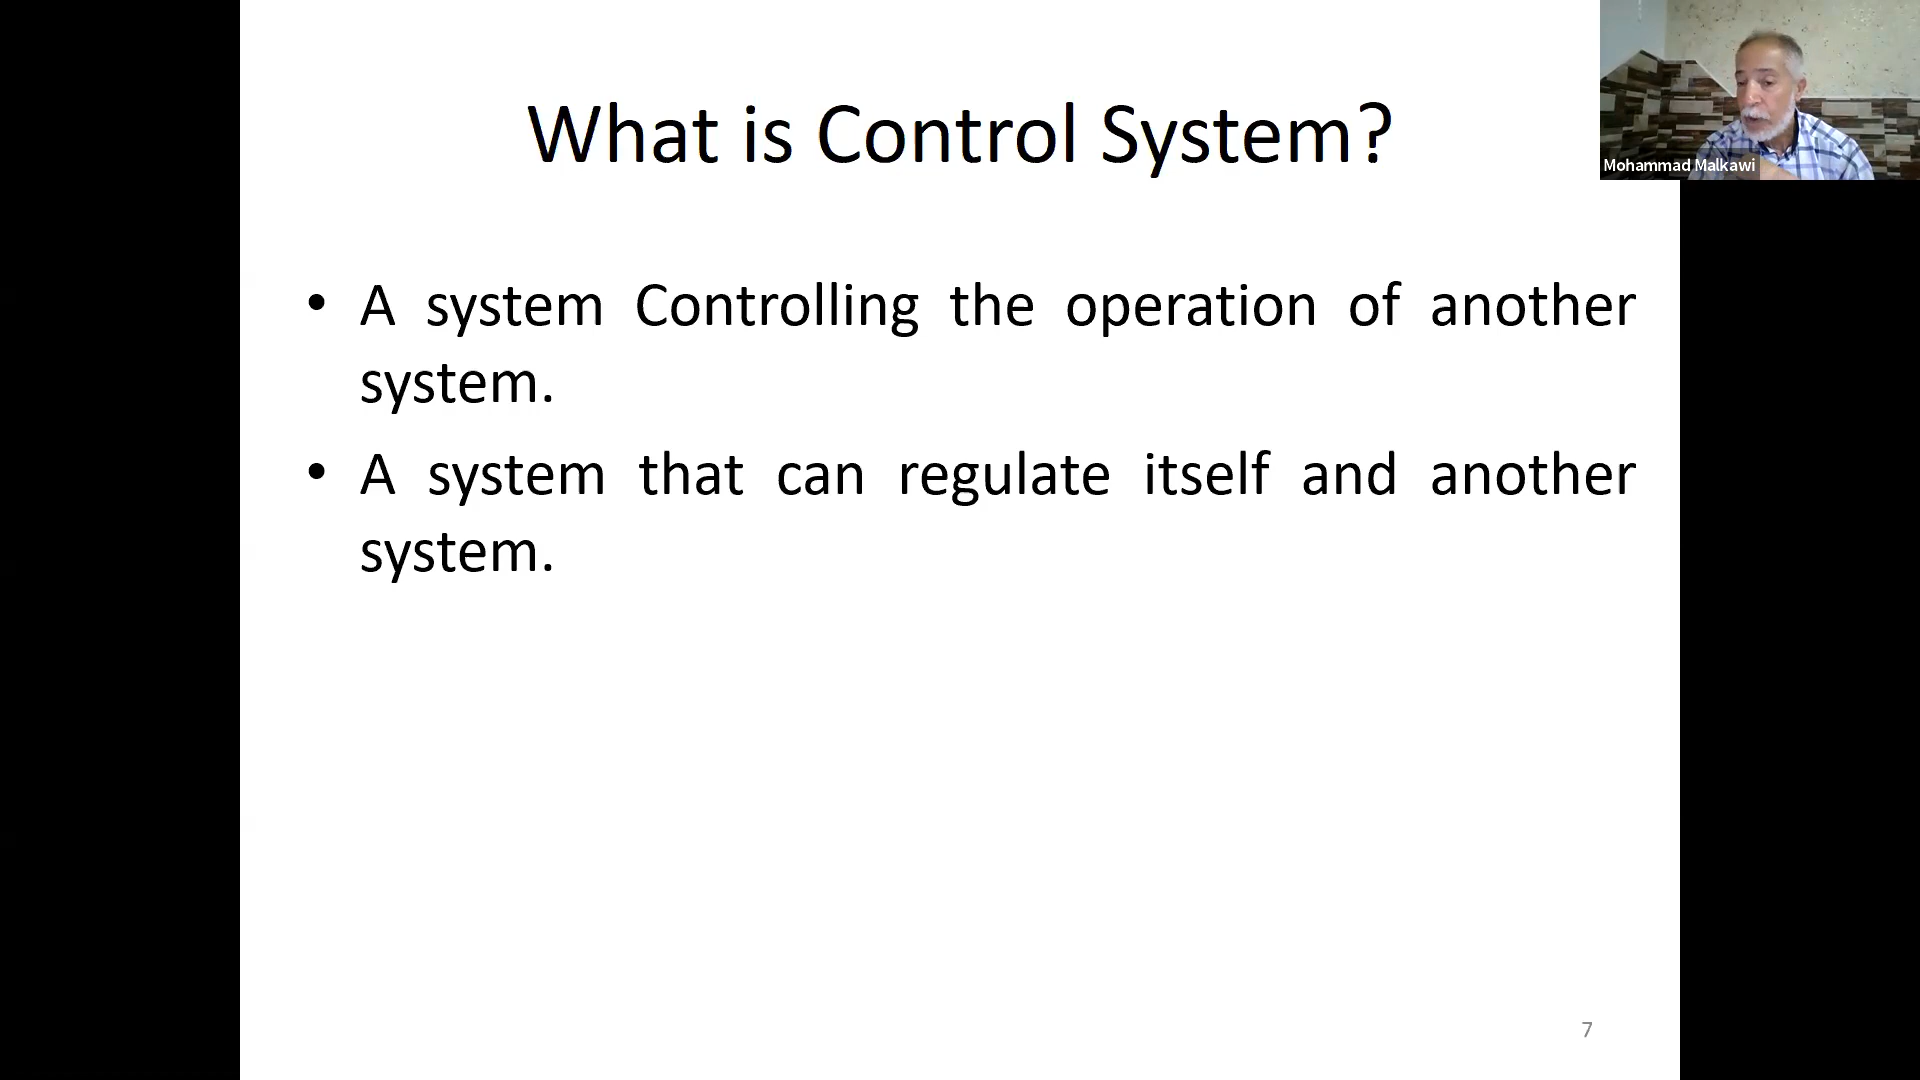 What is Control System?
Mohammad Malkawi
• A system Controlling the operation of another
system.
• A system that can regulate itself and another
system.
7